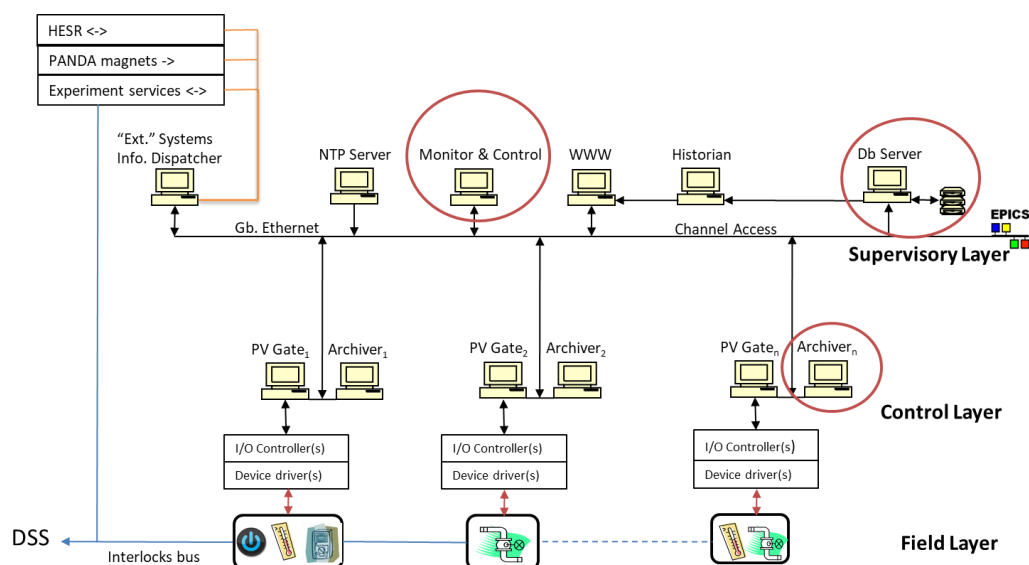 HESR <->
PANDA magnets ->
Experiment services <->
“Ext.” Systems
Info. Dispatcher
NTP Server
Monitor & Control
WWW
Historian
Db Server
Gb. Ethernet
Channel Access
EPICS
Supervisory Layer
PV Gate₁
Archiver₁
PV Gate₂
Archiver₂
PV Gateₙ
Archiverₙ
Control Layer
I/O Controller(s)
Device driver(s)
I/O Controller(s)
Device driver(s)
I/O Controller(s)
Device driver(s)
DSS
Interlocks bus
Field Layer